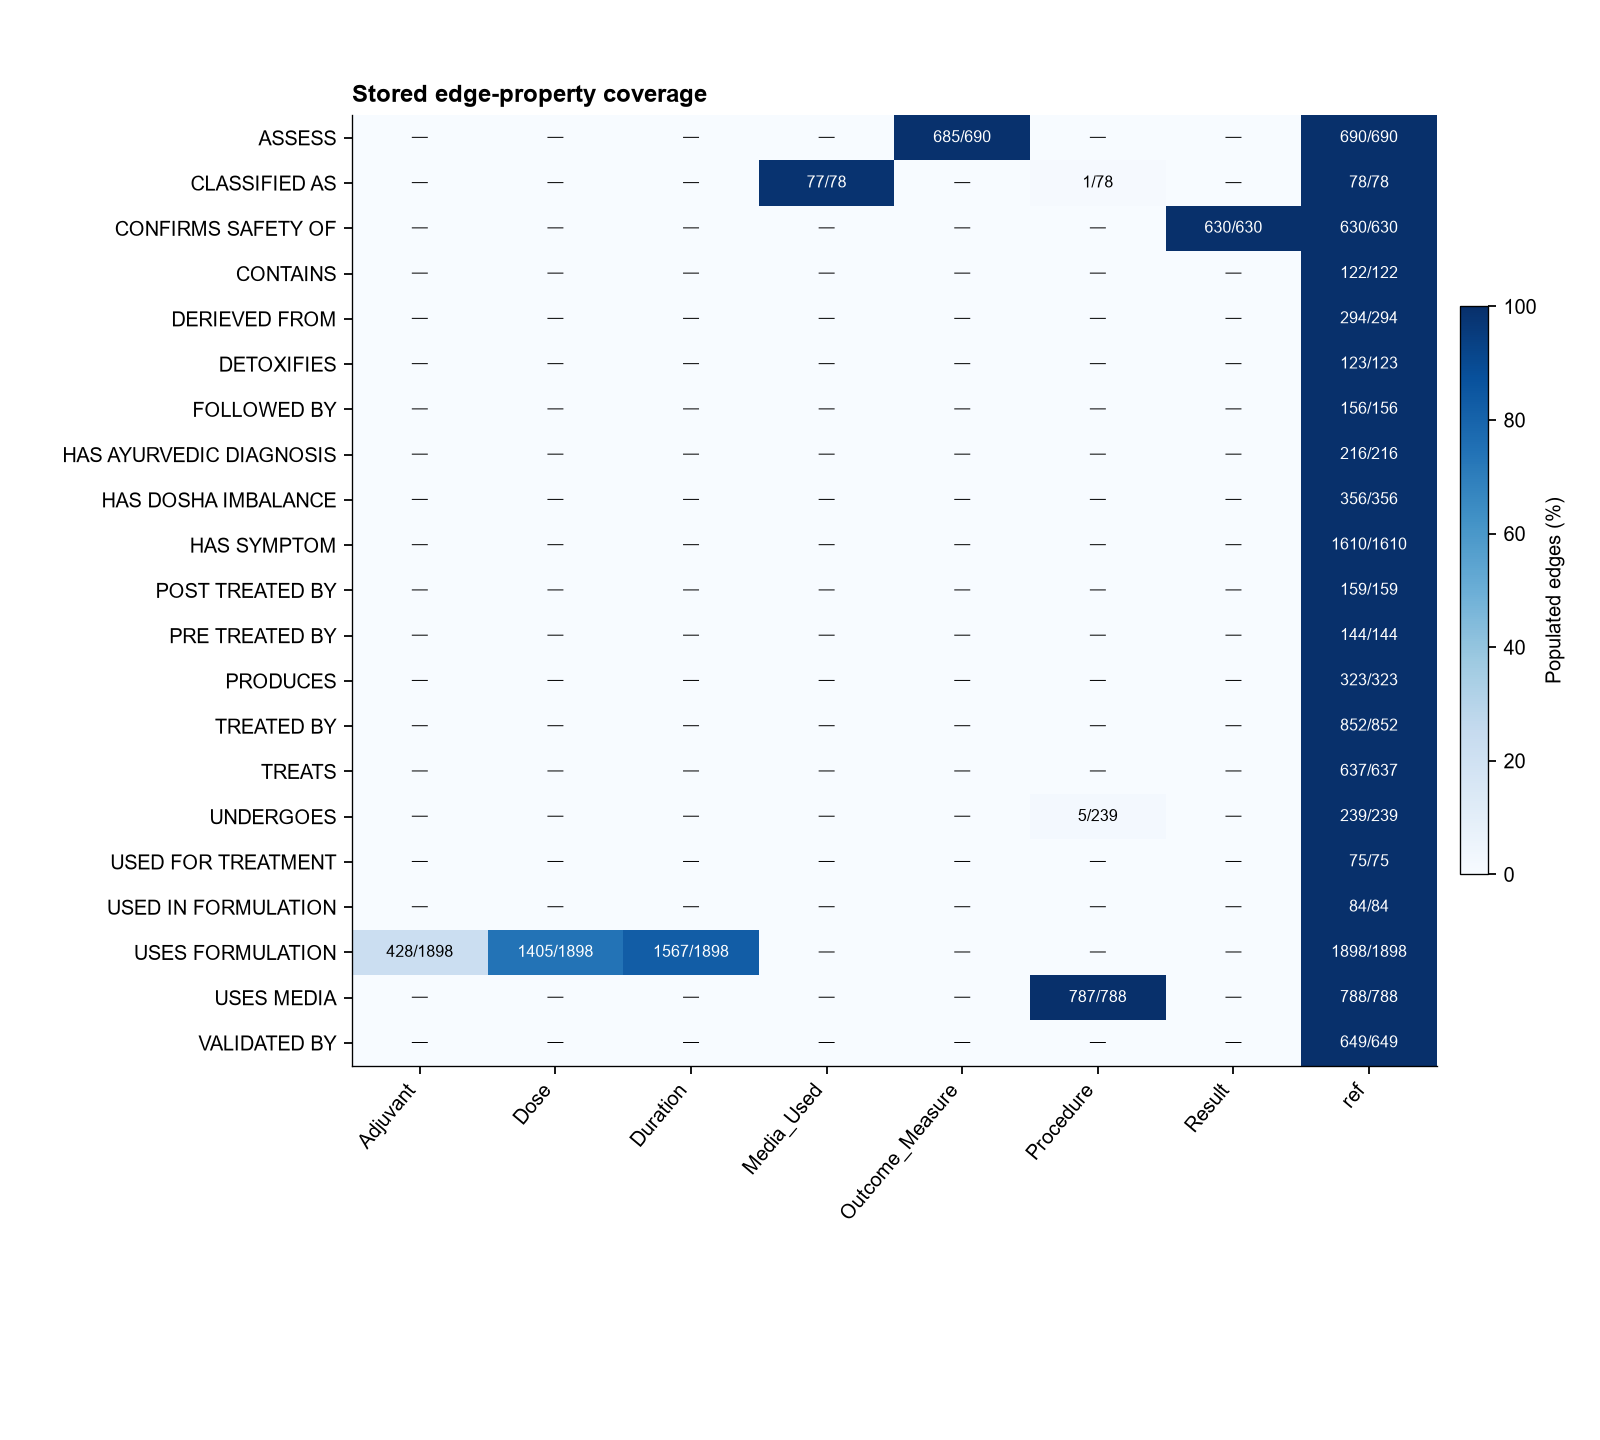 Stored edge-property coverage
ASSESS — — — — 685/690 — — 690/690
CLASSIFIED AS — — — 77/78 — 1/78 — 78/78
CONFIRMS SAFETY OF — — — — — — 630/630 630/630
CONTAINS — — — — — — — 122/122
DERIEVED FROM — — — — — — — 294/294
DETOXIFIES — — — — — — — 123/123
FOLLOWED BY — — — — — — — 156/156
HAS AYURVEDIC DIAGNOSIS — — — — — — — 216/216
HAS DOSHA IMBALANCE — — — — — — — 356/356
HAS SYMPTOM — — — — — — — 1610/1610
POST TREATED BY — — — — — — — 159/159
PRE TREATED BY — — — — — — — 144/144
PRODUCES — — — — — — — 323/323
TREATED BY — — — — — — — 852/852
TREATS — — — — — — — 637/637
UNDERGOES — — — — — 5/239 — 239/239
USED FOR TREATMENT — — — — — — — 75/75
USED IN FORMULATION — — — — — — — 84/84
USES FORMULATION 428/1898 1405/1898 1567/1898 — — — — 1898/1898
USES MEDIA — — — — — 787/788 — 788/788
VALIDATED BY — — — — — — — 649/649
Adjuvant Dose Duration Media_Used Outcome_Measure Procedure Result ref
100
80
60
40
20
0
Populated edges (%)